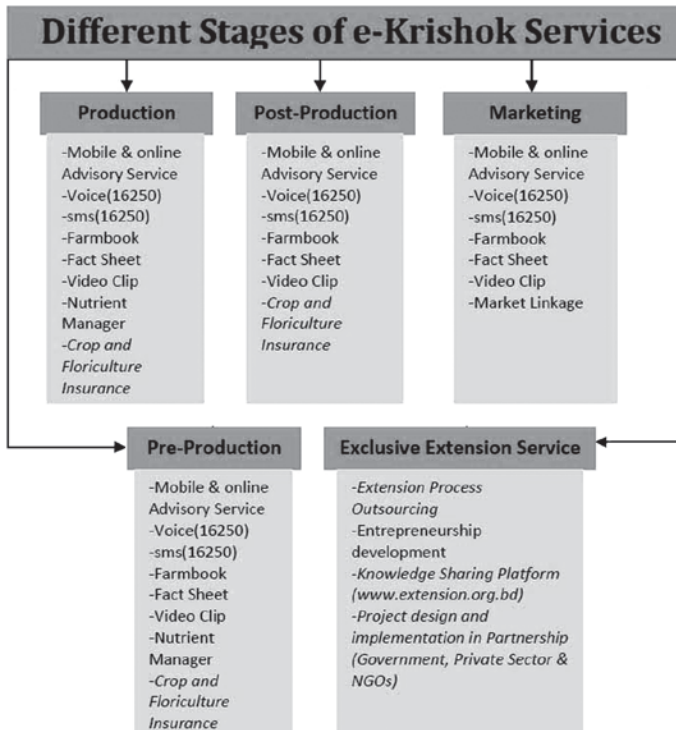 Different Stages of e-Krishok Services
Production
-Mobile & online
Advisory Service
-Voice(16250)
-sms(16250)
-Farmbook
-Fact Sheet
-Video Clip
-Nutrient
Manager
-Crop and
Floriculture
Insurance
Post-Production
-Mobile & online
Advisory Service
-Voice(16250)
-sms(16250)
-Farmbook
-Fact Sheet
-Video Clip
-Crop and
Floriculture
Insurance
Marketing
-Mobile & online
Advisory Service
-Voice(16250)
-sms(16250)
-Farmbook
-Fact Sheet
-Video Clip
-Market Linkage
Pre-Production
-Mobile & online
Advisory Service
-Voice(16250)
-sms(16250)
-Farmbook
-Fact Sheet
-Video Clip
-Nutrient
Manager
-Crop and
Floriculture
Insurance
Exclusive Extension Service
-Extension Process
Outsourcing
-Entrepreneurship
development
-Knowledge Sharing Platform
(www.extension.org.bd)
-Project design and
implementation in Partnership
(Government, Private Sector &
NGOs)